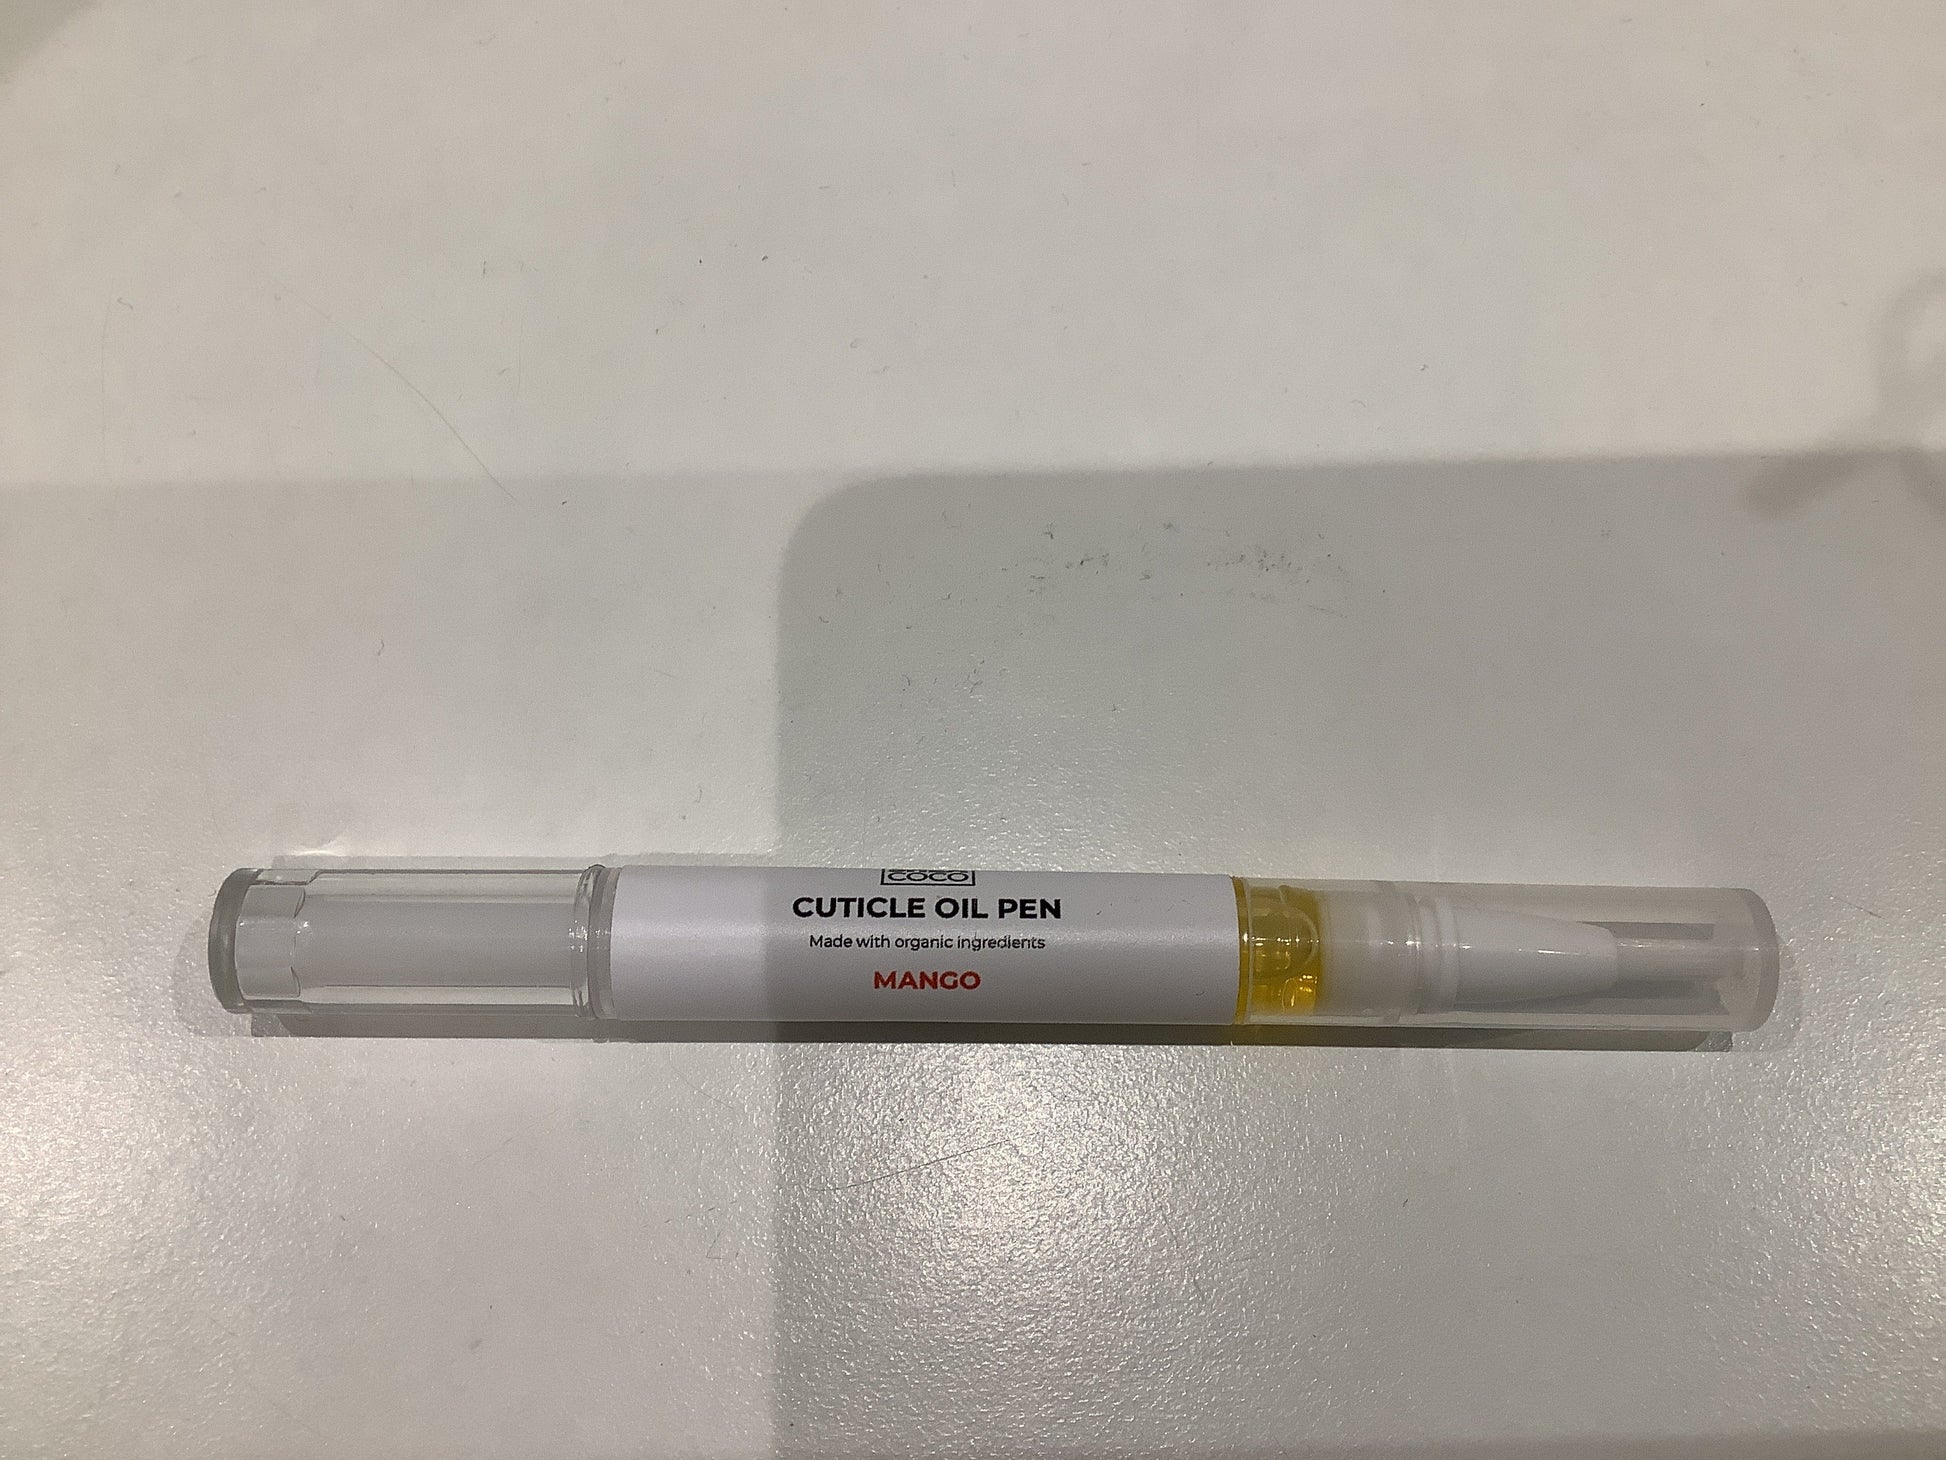 COCO
CUTICLE OIL PEN
Made with organic ingredients
MANGO